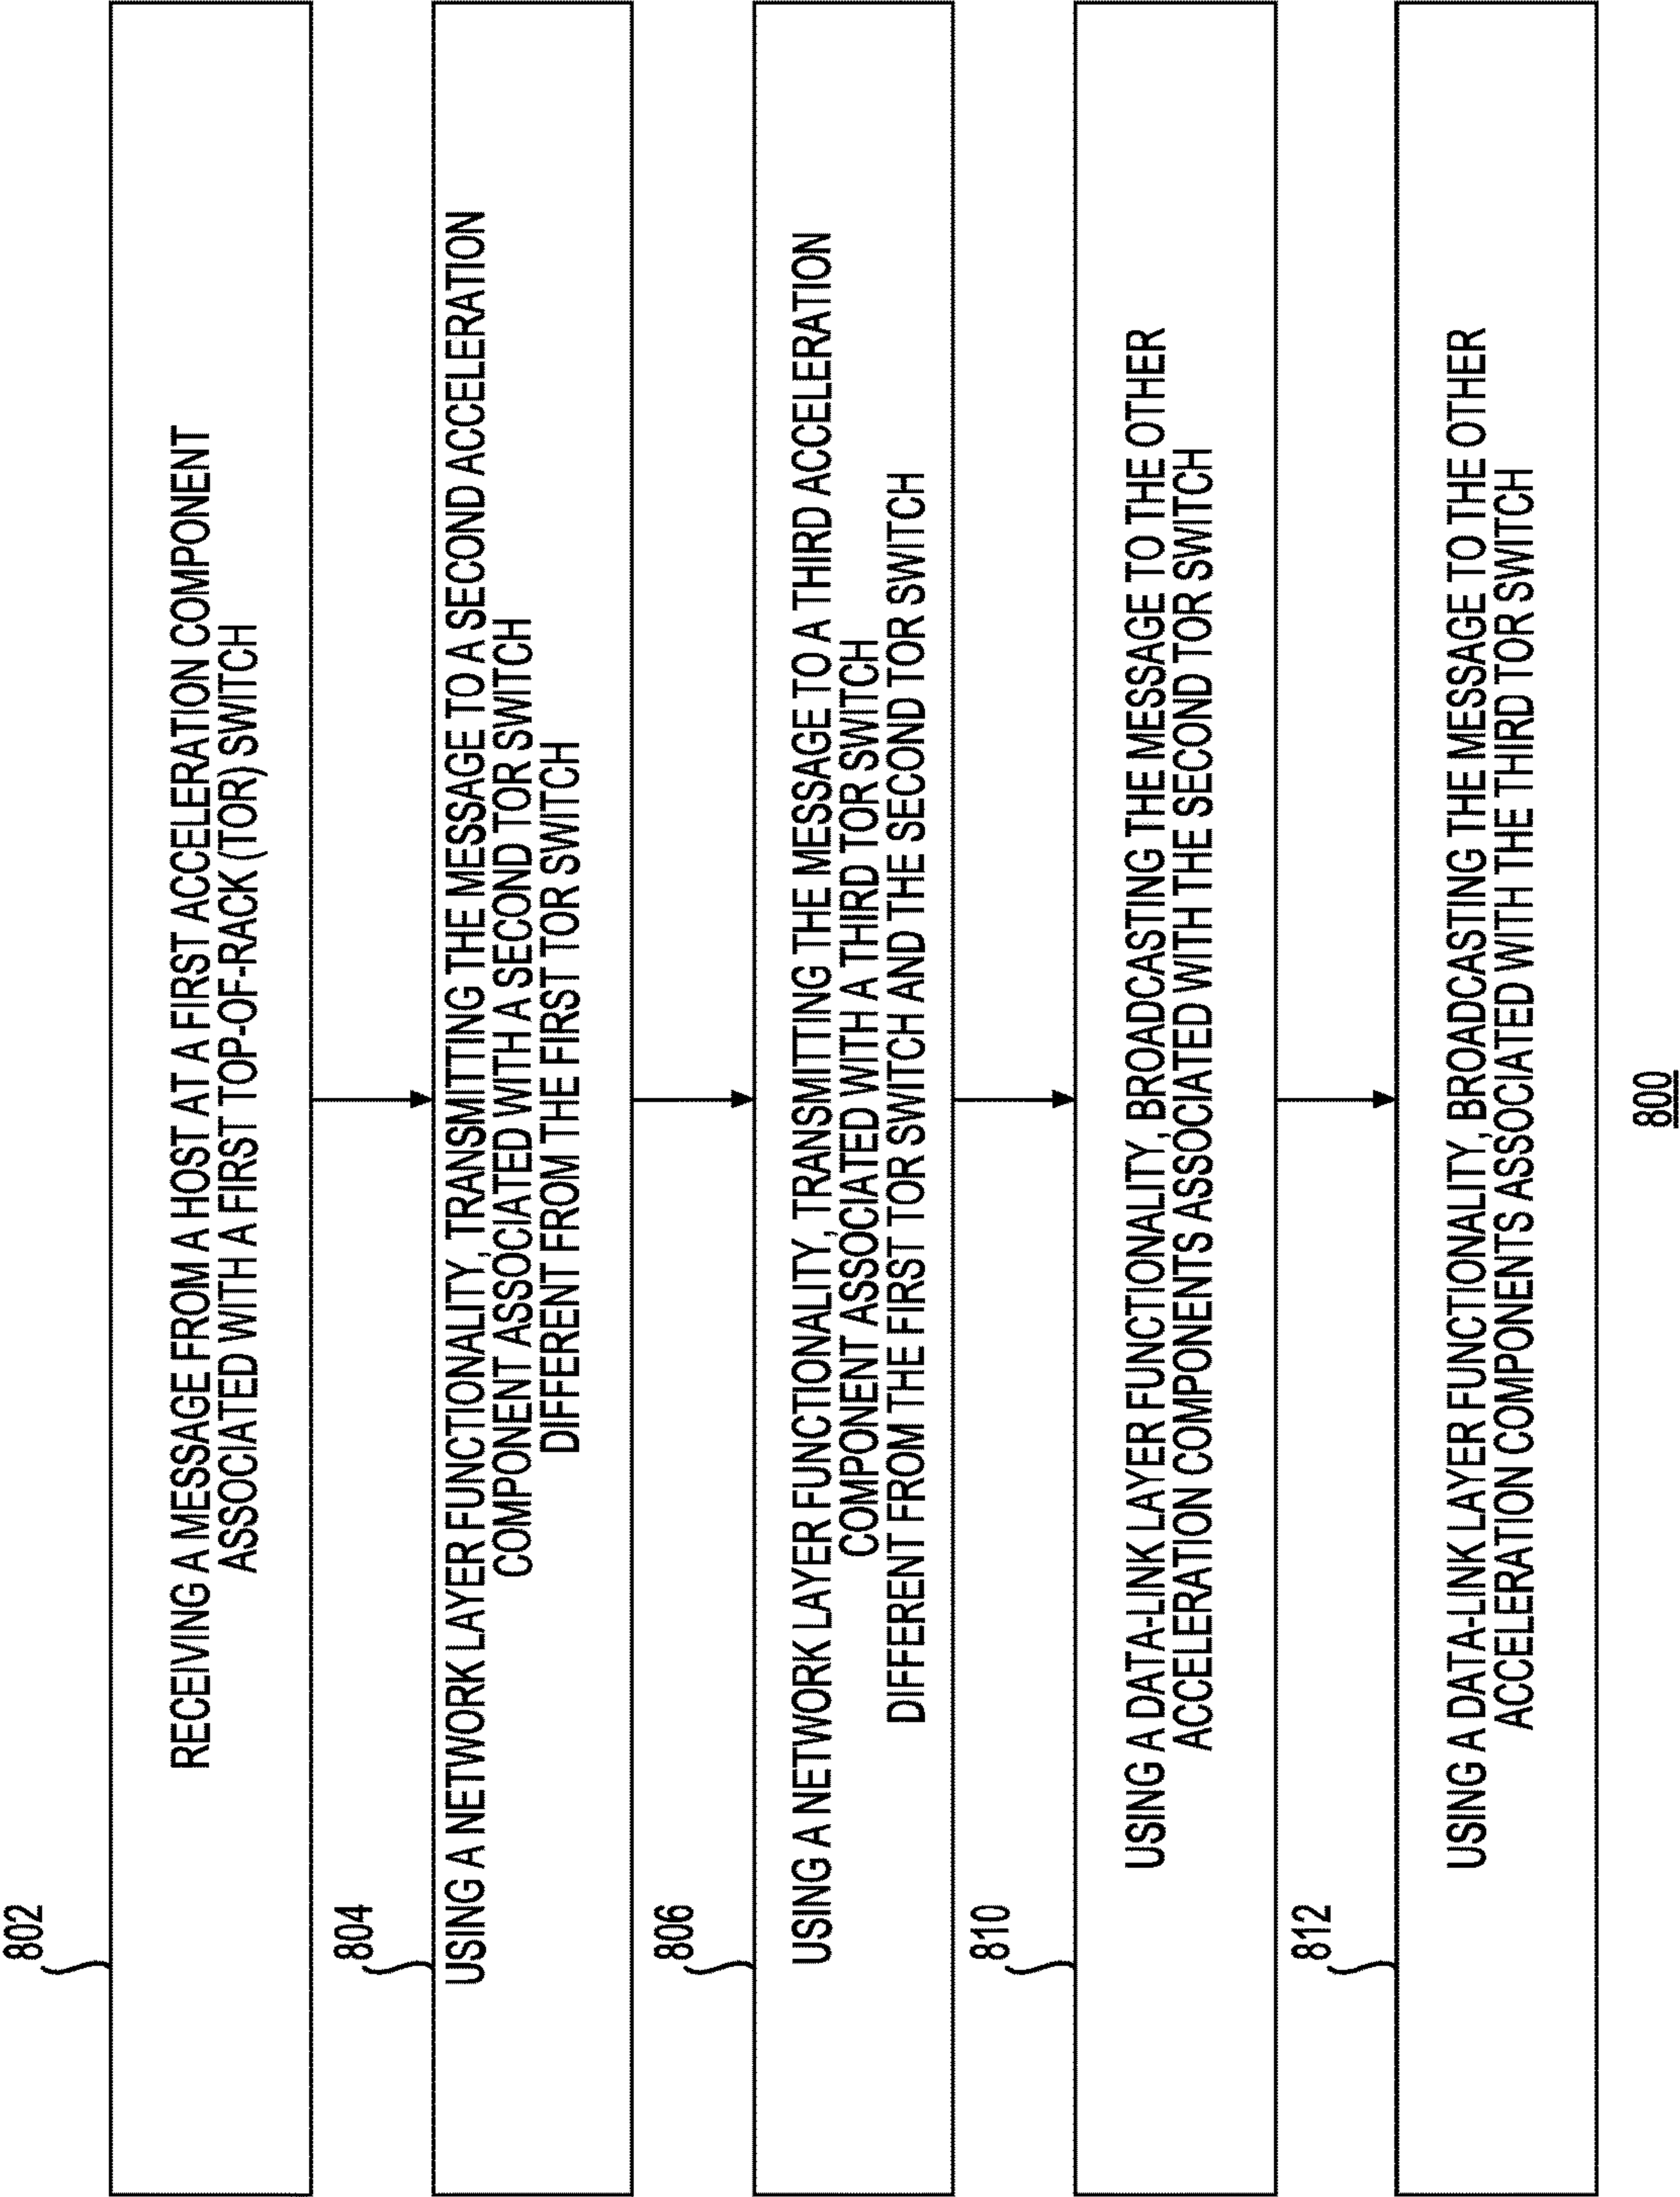 802
RECEIVING A MESSAGE FROM A HOST AT A FIRST ACCELERATION COMPONENT
ASSOCIATED WITH A FIRST TOP-OF-RACK (TOR) SWITCH
804
USING A NETWORK LAYER FUNCTIONALITY, TRANSMITTING THE MESSAGE TO A SECOND ACCELERATION
COMPONENT ASSOCIATED WITH A SECOND TOR SWITCH
DIFFERENT FROM THE FIRST TOR SWITCH
806
USING A NETWORK LAYER FUNCTIONALITY, TRANSMITTING THE MESSAGE TO A THIRD ACCELERATION
COMPONENT ASSOCIATED WITH A THIRD TOR SWITCH
DIFFERENT FROM THE FIRST TOR SWITCH AND THE SECOND TOR SWITCH
810
USING A DATA-LINK LAYER FUNCTIONALITY, BROADCASTING THE MESSAGE TO THE OTHER
ACCELERATION COMPONENTS ASSOCIATED WITH THE SECOND TOR SWITCH
812
USING A DATA-LINK LAYER FUNCTIONALITY, BROADCASTING THE MESSAGE TO THE OTHER
ACCELERATION COMPONENTS ASSOCIATED WITH THE THIRD TOR SWITCH
800